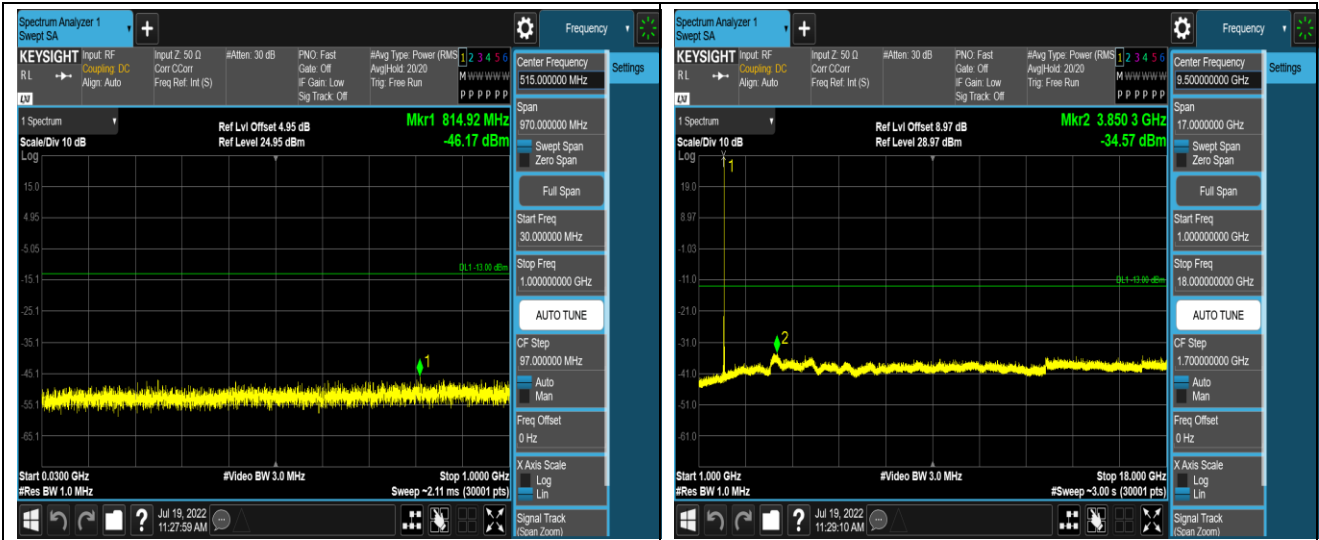 Spectrum Analyzer 1
Swept SA
+
Frequency
KEYSIGHT
Input: RF
Coupling: DC
Align: Auto
Input Z: 50 Ω
Corr CCorr
Freq Ref: Int (S)
#Atten: 30 dB
PNO: Fast
Gate: Off
IF Gain: Low
Sig Track: Off
#Avg Type: Power (RMS
Avg|Hold: 20/20
Trig: Free Run
1 2 3 4 5 6
M W W W W W
P P P P P P
RL
LXI
Center Frequency
515.000000 MHz
Settings
1 Spectrum
Scale/Div 10 dB
Ref Lvl Offset 4.95 dB
Ref Level 24.95 dBm
Mkr1 814.92 MHz
-46.17 dBm
Log
15.0
4.95
-5.05
-15.1
-25.1
-35.1
-45.1
-55.1
-65.1
DL1 -13.00 dBm
1
Start 0.0300 GHz
#Res BW 1.0 MHz
#Video BW 3.0 MHz
Stop 1.0000 GHz
Sweep ~2.11 ms (30001 pts)
Span
970.000000 MHz
Swept Span
Zero Span
Full Span
Start Freq
30.000000 MHz
Stop Freq
1.000000000 GHz
AUTO TUNE
CF Step
97.000000 MHz
Auto
Man
Freq Offset
0 Hz
X Axis Scale
Log
Lin
Signal Track
(Span Zoom)
?
Jul 19, 2022
11:27:59 AM
Spectrum Analyzer 1
Swept SA
+
Frequency
KEYSIGHT
Input: RF
Coupling: DC
Align: Auto
Input Z: 50 Ω
Corr CCorr
Freq Ref: Int (S)
#Atten: 30 dB
PNO: Fast
Gate: Off
IF Gain: Low
Sig Track: Off
#Avg Type: Power (RMS
Avg|Hold: 20/20
Trig: Free Run
1 2 3 4 5 6
M W W W W W
P P P P P P
RL
LXI
Center Frequency
9.500000000 GHz
Settings
1 Spectrum
Scale/Div 10 dB
Ref Lvl Offset 8.97 dB
Ref Level 28.97 dBm
Mkr2 3.850 3 GHz
-34.57 dBm
Log
19.0
8.97
-1.03
-11.0
-21.0
-31.0
-41.0
-51.0
-61.0
1
DL1 -13.00 dBm
2
Start 1.000 GHz
#Res BW 1.0 MHz
#Video BW 3.0 MHz
Stop 18.000 GHz
#Sweep ~3.00 s (30001 pts)
Span
17.0000000 GHz
Swept Span
Zero Span
Full Span
Start Freq
1.000000000 GHz
Stop Freq
18.000000000 GHz
AUTO TUNE
CF Step
1.700000000 GHz
Auto
Man
Freq Offset
0 Hz
X Axis Scale
Log
Lin
Signal Track
(Span Zoom)
?
Jul 19, 2022
11:29:10 AM